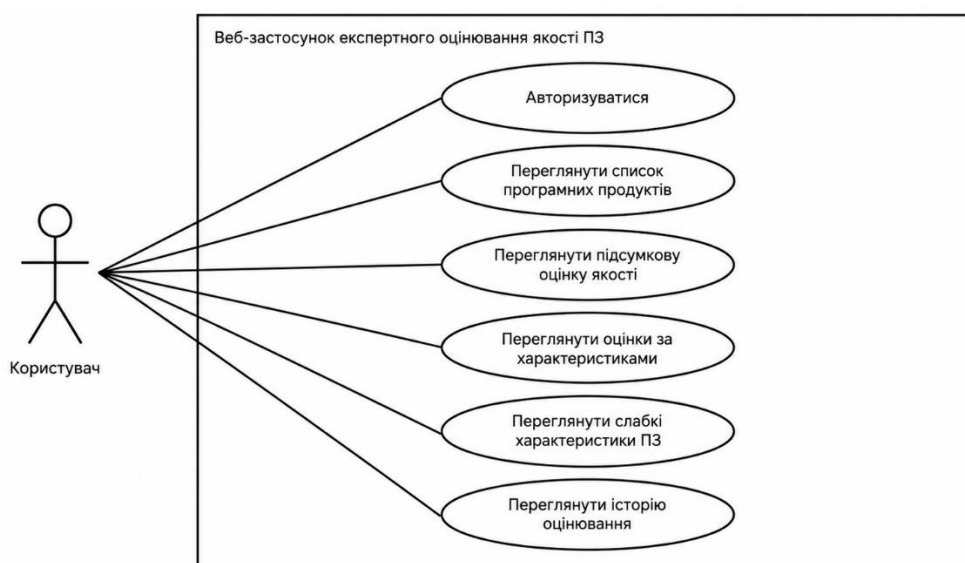 Веб-застосунок експертного оцінювання якості ПЗ
Авторизуватися
Переглянути список
програмних продуктів
Переглянути підсумкову
оцінку якості
Переглянути оцінки за
характеристиками
Переглянути слабкі
характеристики ПЗ
Переглянути історію
оцінювання
Користувач